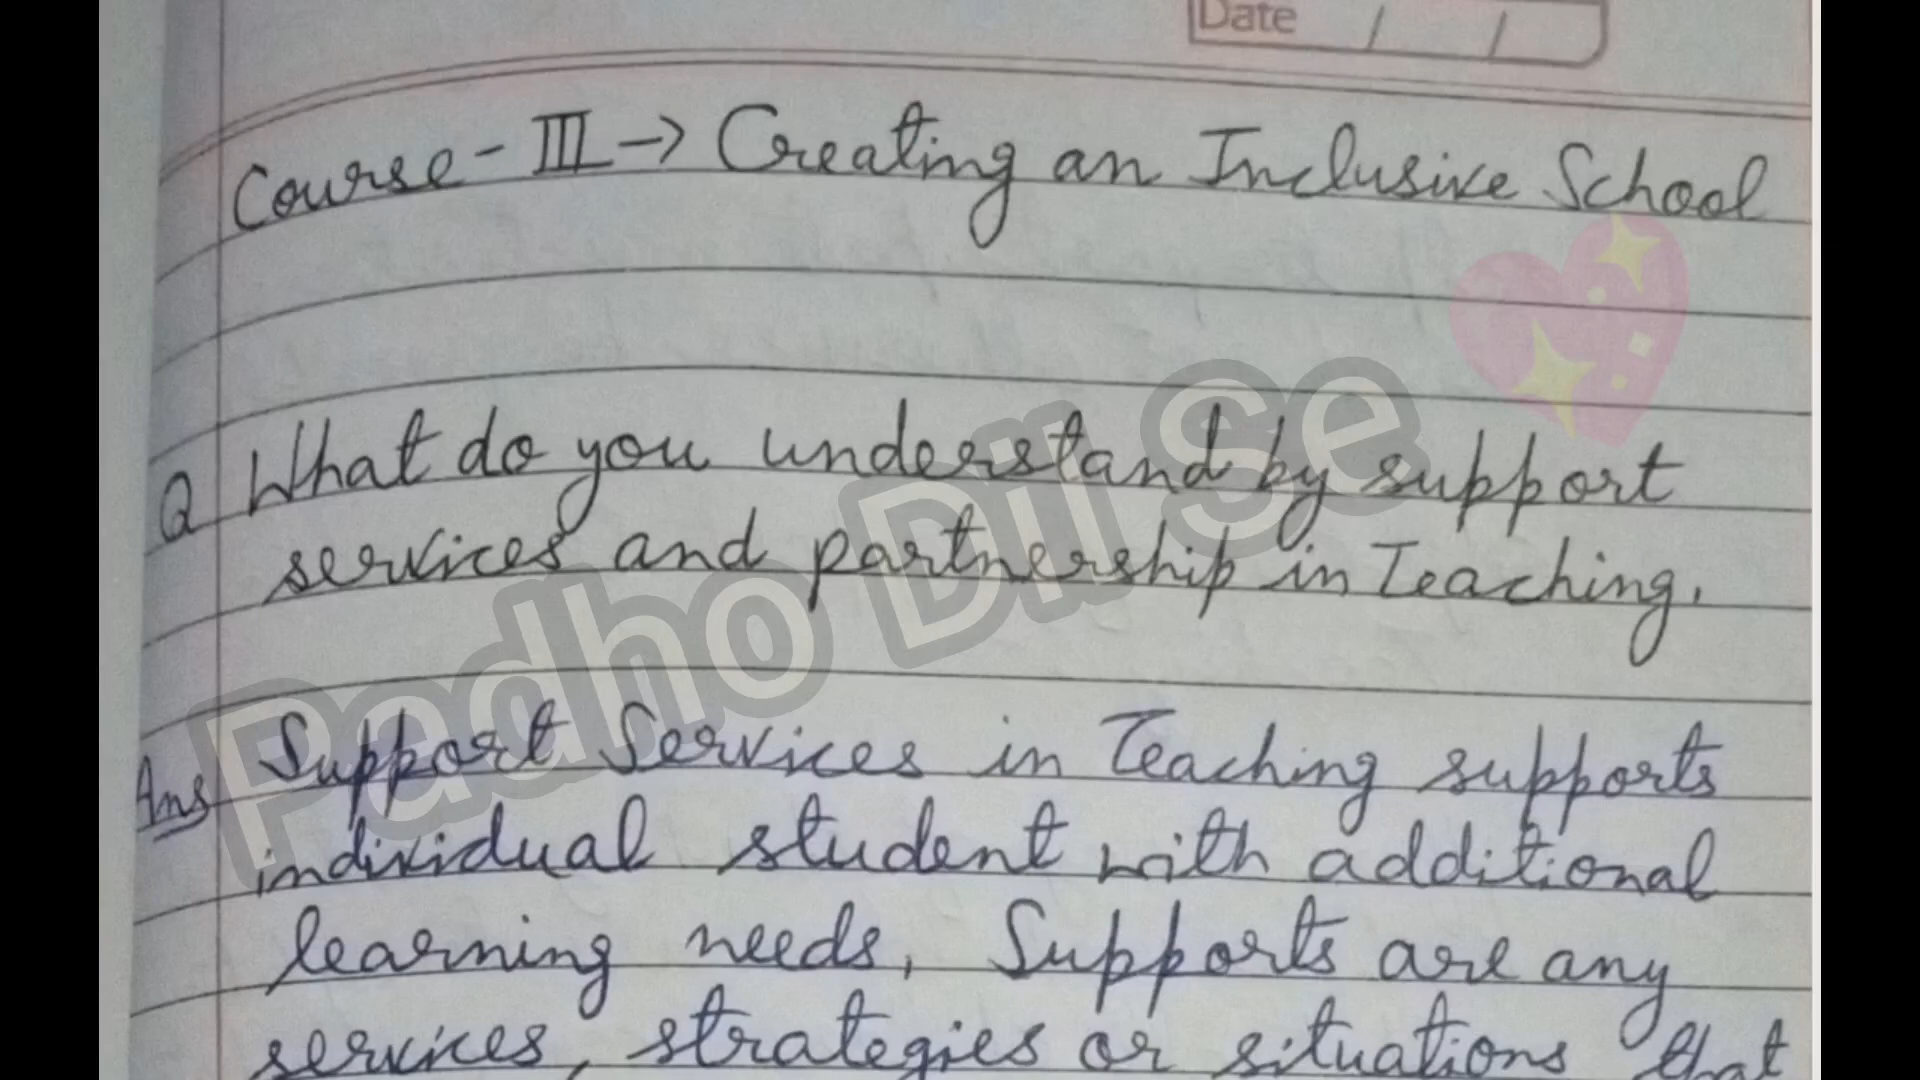 Date / /
Course - III → Creating an Inclusive School
Q What do you understand by support
services and partnership in Teaching.
Ans Support Services in Teaching supports
individual student with additional
learning needs, Supports are any
services, strategies or situations that
Padho Dil Se